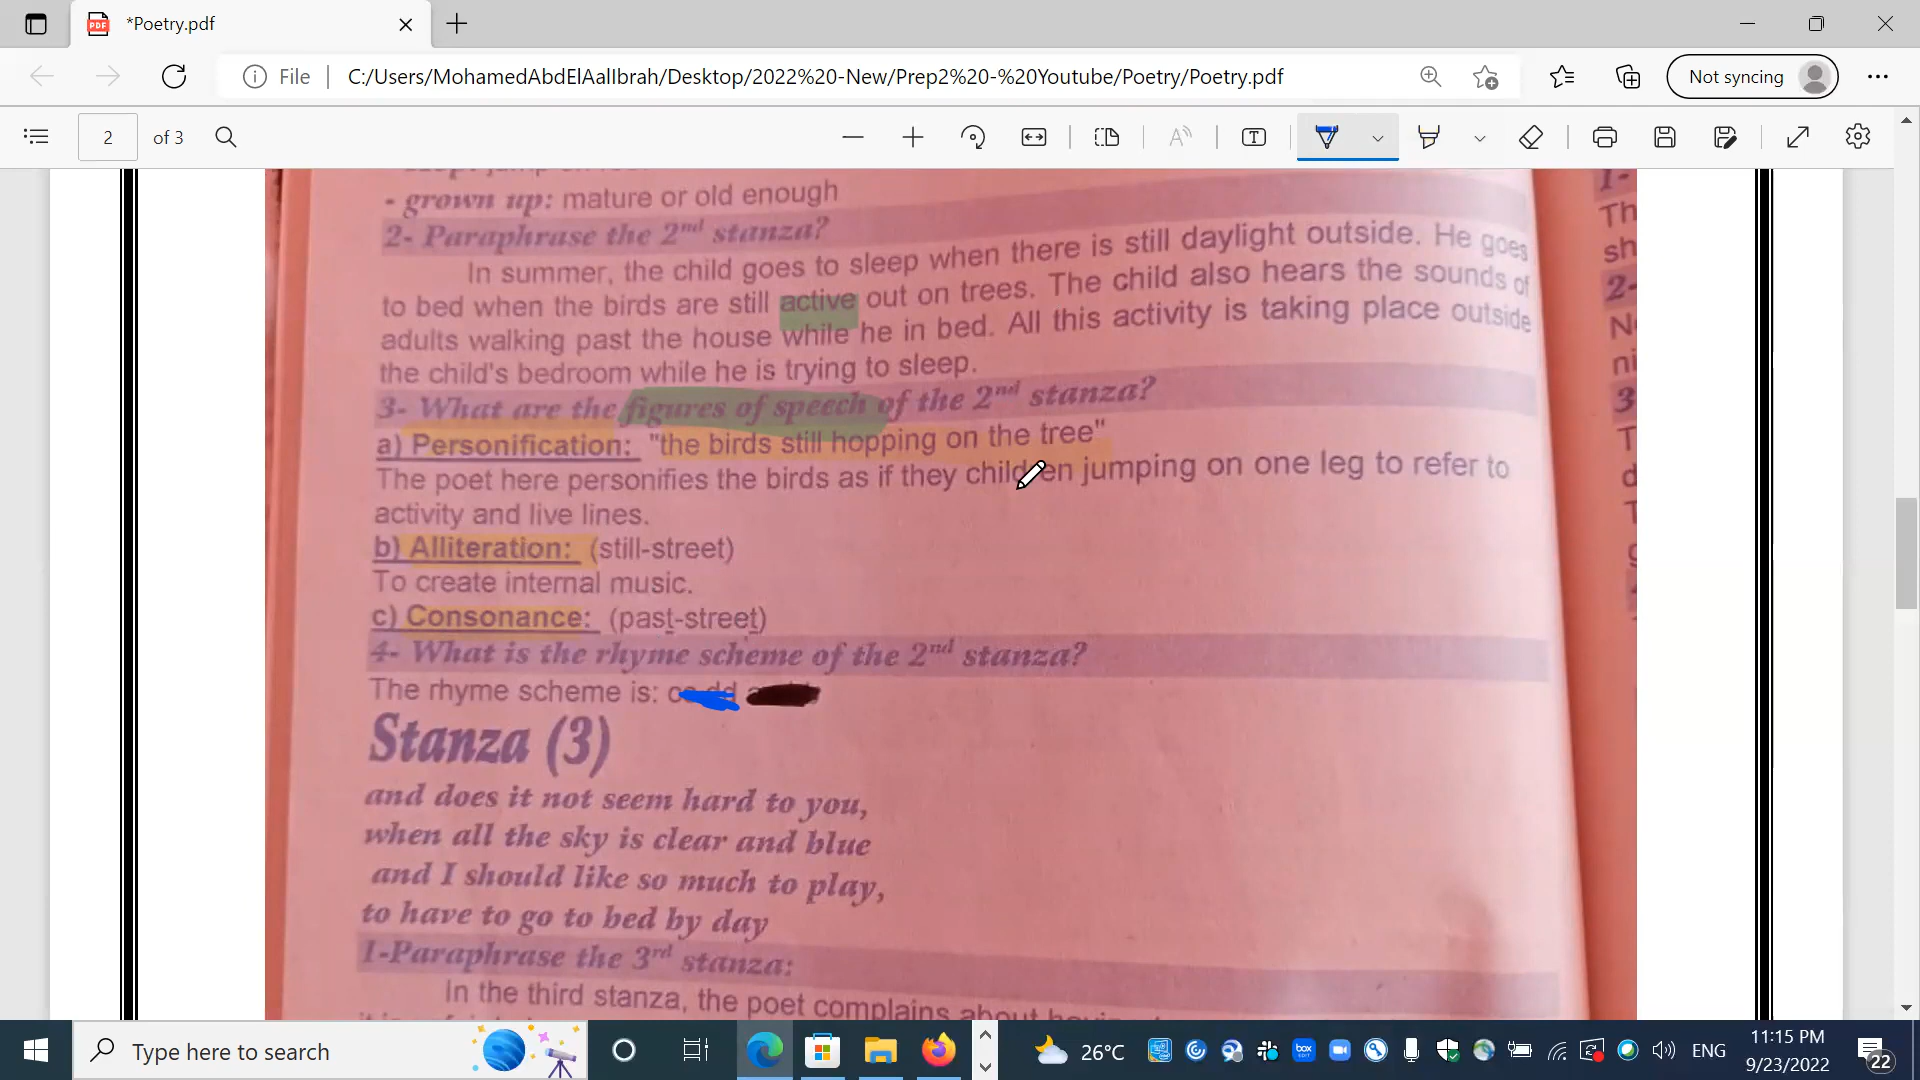 *Poetry.pdf
File
C:/Users/MohamedAbdElAalIbrah/Desktop/2022%20-New/Prep2%20-%20Youtube/Poetry/Poetry.pdf
Not syncing
2 of 3
- grown up: mature or old enough
2- Paraphrase the 2nd stanza?
In summer, the child goes to sleep when there is still daylight outside. He goes
to bed when the birds are still active out on trees. The child also hears the sounds of
adults walking past the house while he in bed. All this activity is taking place outside
the child's bedroom while he is trying to sleep.
3- What are the figures of speech of the 2nd stanza?
a) Personification: "the birds still hopping on the tree"
The poet here personifies the birds as if they children jumping on one leg to refer to
activity and live lines.
b) Alliteration: (still-street)
To create internal music.
c) Consonance: (past-street)
4- What is the rhyme scheme of the 2nd stanza?
The rhyme scheme is:
Stanza (3)
and does it not seem hard to you,
when all the sky is clear and blue
and I should like so much to play,
to have to go to bed by day
1-Paraphrase the 3rd stanza:
In the third stanza, the poet complains about
1-
Th
sh
2-
N
ni
3
T
d
T
g
Type here to search
26°C
ENG
11:15 PM
9/23/2022
22